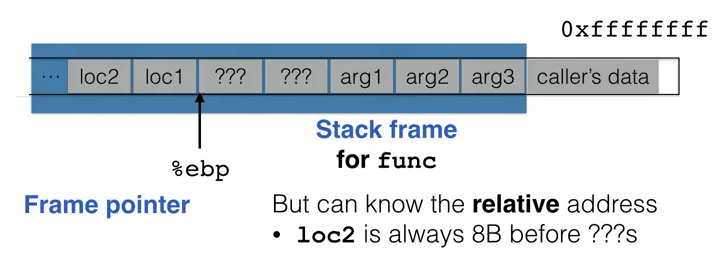 0xffffffff
... loc2 loc1 ??? ??? arg1 arg2 arg3 caller's data
%ebp
Stack frame
for func
Frame pointer
But can know the relative address
• loc2 is always 8B before ???s